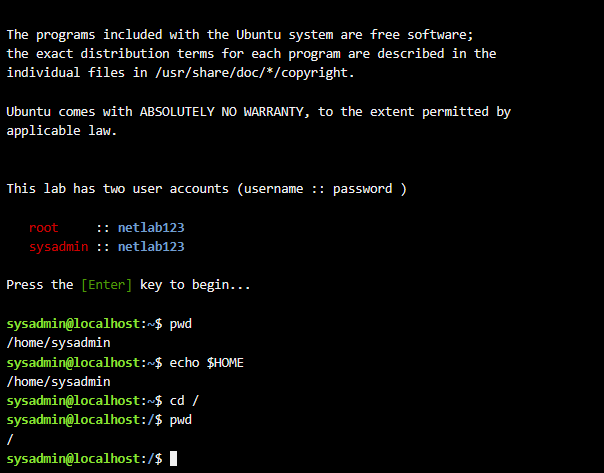 The programs included with the Ubuntu system are free software;
the exact distribution terms for each program are described in the
individual files in /usr/share/doc/*/copyright.
Ubuntu comes with ABSOLUTELY NO WARRANTY, to the extent permitted by
applicable law.
This lab has two user accounts (username :: password )
root     :: netlab123
sysadmin :: netlab123
Press the [Enter] key to begin...
sysadmin@localhost:~$ pwd
/home/sysadmin
sysadmin@localhost:~$ echo $HOME
/home/sysadmin
sysadmin@localhost:~$ cd /
sysadmin@localhost:/$ pwd
/
sysadmin@localhost:/$